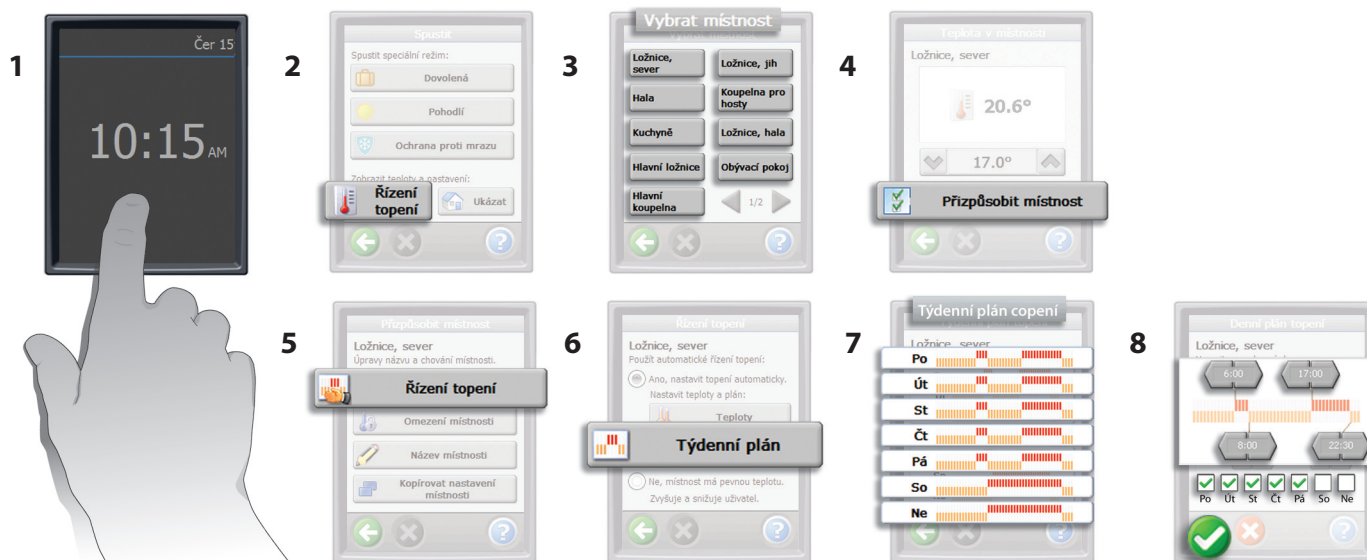 1
Čer 15
10:15 AM
2
Spustit
Spustit speciální režim:
Dovolená
Pohodlí
Ochrana proti mrazu
Zobrazit teploty a nastavení:
Řízení
topení
Ukázat
3
Vybrat místnost
Ložnice,
sever
Ložnice, jih
Hala
Koupelna pro
hosty
Kuchyně
Ložnice, hala
Hlavní ložnice
Obývací pokoj
Hlavní
koupelna
1/2
?
4
Teplota v místnosti
Ložnice, sever
20.6°
17.0°
Přizpůsobit místnost
?
5
Přizpůsobit místnost
Ložnice, sever
Úpravy názvu a chování místnosti.
Řízení topení
Omezení místnosti
Název místnosti
Kopírovat nastavení
místnosti
?
6
Řízení topení
Ložnice, sever
Použít automatické řízení topení:
Ano, nastavit topení automaticky.
Nastavit teploty a plán:
Teploty
Týdenní plán
Ne, místnost má pevnou teplotu.
Zvyšuje a snižuje uživatel.
?
7
Týdenní plán copení
Ložnice, sever
Po
Út
St
Čt
Pá
So
Ne
?
8
Denní plán topení
Ložnice, sever
6:00
17:00
8:00
22:30
Po Út St Čt Pá So Ne
?